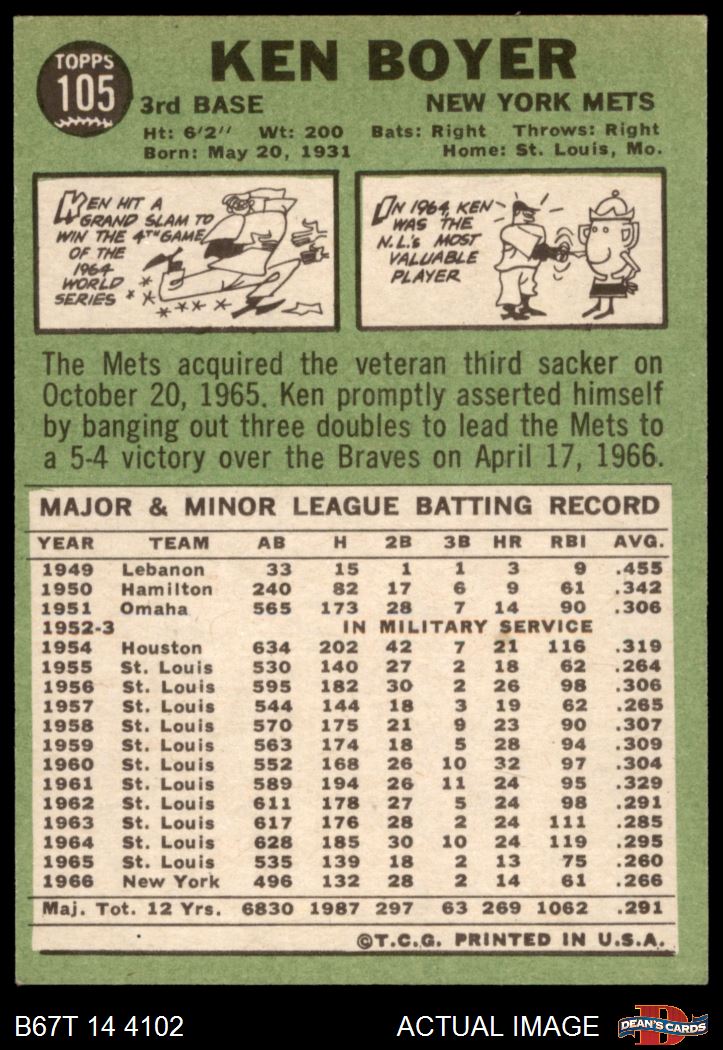 TOPPS
105
KEN BOYER
3rd BASE NEW YORK METS
Ht: 6'2" Wt: 200 Bats: Right Throws: Right
Born: May 20, 1931 Home: St. Louis, Mo.
KEN HIT A
GRAND SLAM TO
WIN THE 4TH GAME
OF THE
1964
WORLD
SERIES
IN 1964, KEN
WAS THE
N.L.'s MOST
VALUABLE
PLAYER
The Mets acquired the veteran third sacker on
October 20, 1965. Ken promptly asserted himself
by banging out three doubles to lead the Mets to
a 5-4 victory over the Braves on April 17, 1966.
MAJOR & MINOR LEAGUE BATTING RECORD
YEAR TEAM AB H 2B 3B HR RBI AVG.
1949 Lebanon 33 15 1 1 3 9 .455
1950 Hamilton 240 82 17 6 9 61 .342
1951 Omaha 565 173 28 7 14 90 .306
1952-3 IN MILITARY SERVICE
1954 Houston 634 202 42 7 21 116 .319
1955 St. Louis 530 140 27 2 18 62 .264
1956 St. Louis 595 182 30 2 26 98 .306
1957 St. Louis 544 144 18 3 19 62 .265
1958 St. Louis 570 175 21 9 23 90 .307
1959 St. Louis 563 174 18 5 28 94 .309
1960 St. Louis 552 168 26 10 32 97 .304
1961 St. Louis 589 194 26 11 24 95 .329
1962 St. Louis 611 178 27 5 24 98 .291
1963 St. Louis 617 176 28 2 24 111 .285
1964 St. Louis 628 185 30 10 24 119 .295
1965 St. Louis 535 139 18 2 13 75 .260
1966 New York 496 132 28 2 14 61 .266
Maj. Tot. 12 Yrs. 6830 1987 297 63 269 1062 .291
©T.C.G. PRINTED IN U.S.A.
B67T 14 4102 ACTUAL IMAGE
D
DEAN'S CARDS